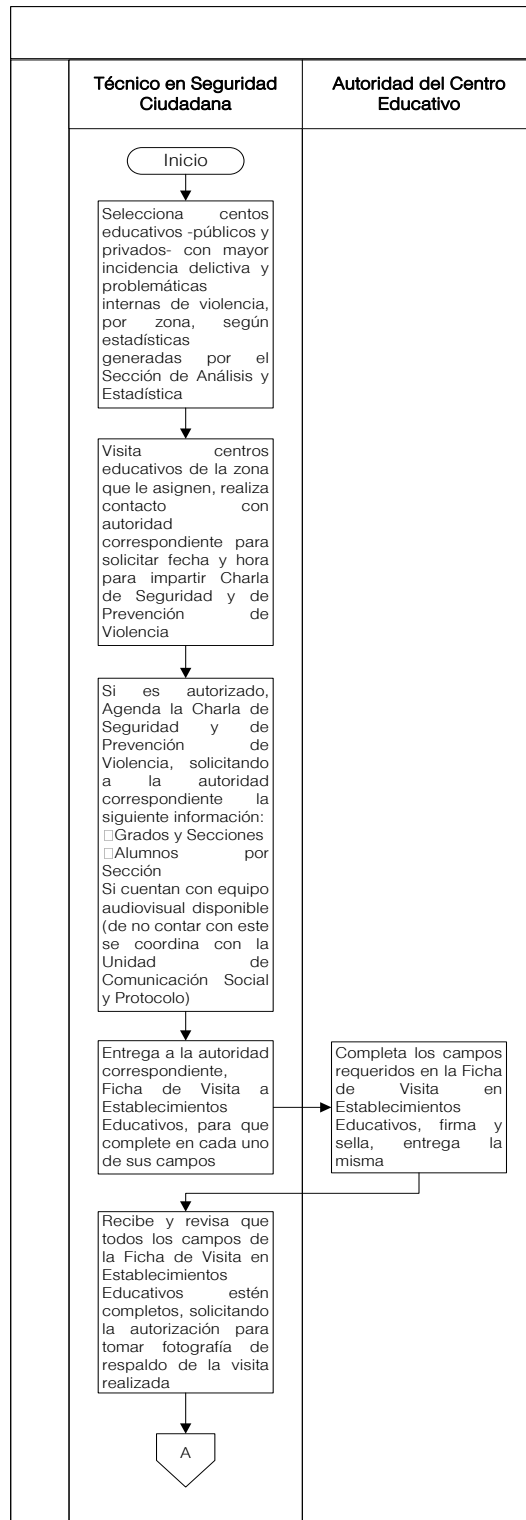 Técnico en Seguridad
Ciudadana
Autoridad del Centro
Educativo
Inicio
Selecciona centos
educativos -públicos y
privados- con mayor
incidencia delictiva y
problemáticas
internas de violencia,
por zona, según
estadísticas
generadas por el
Sección de Análisis y
Estadística
Visita centros
educativos de la zona
que le asignen, realiza
contacto con
autoridad
correspondiente para
solicitar fecha y hora
para impartir Charla
de Seguridad y de
Prevención de
Violencia
Si es autorizado,
Agenda la Charla de
Seguridad y de
Prevención de
Violencia, solicitando
a la autoridad
correspondiente la
siguiente información:
Grados y Secciones
Alumnos por
Sección
Si cuentan con equipo
audiovisual disponible
(de no contar con este
se coordina con la
Unidad de
Comunicación Social
y Protocolo)
Entrega a la autoridad
correspondiente,
Ficha de Visita a
Establecimientos
Educativos, para que
complete en cada uno
de sus campos
Completa los campos
requeridos en la Ficha
de Visita en
Establecimientos
Educativos, firma y
sella, entrega la
misma
Recibe y revisa que
todos los campos de
la Ficha de Visita en
Establecimientos
Educativos estén
completos, solicitando
la autorización para
tomar fotografía de
respaldo de la visita
realizada
A